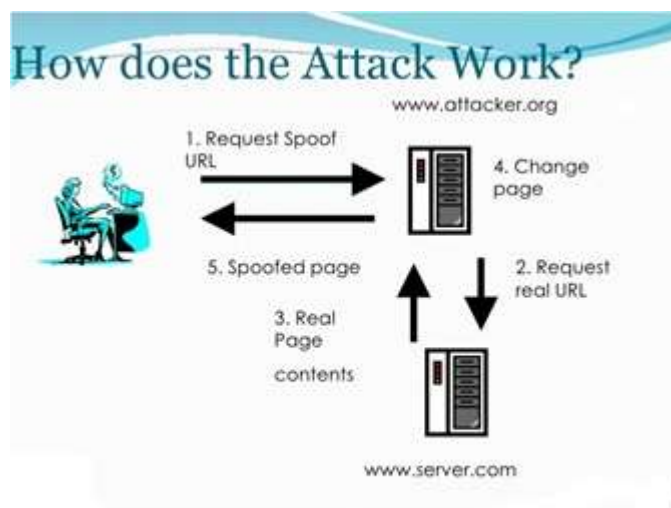 How does the Attack Work?
www.attacker.org
1. Request Spoof
URL
4. Change
page
5. Spoofed page
2. Request
real URL
3. Real
Page
contents
www.server.com